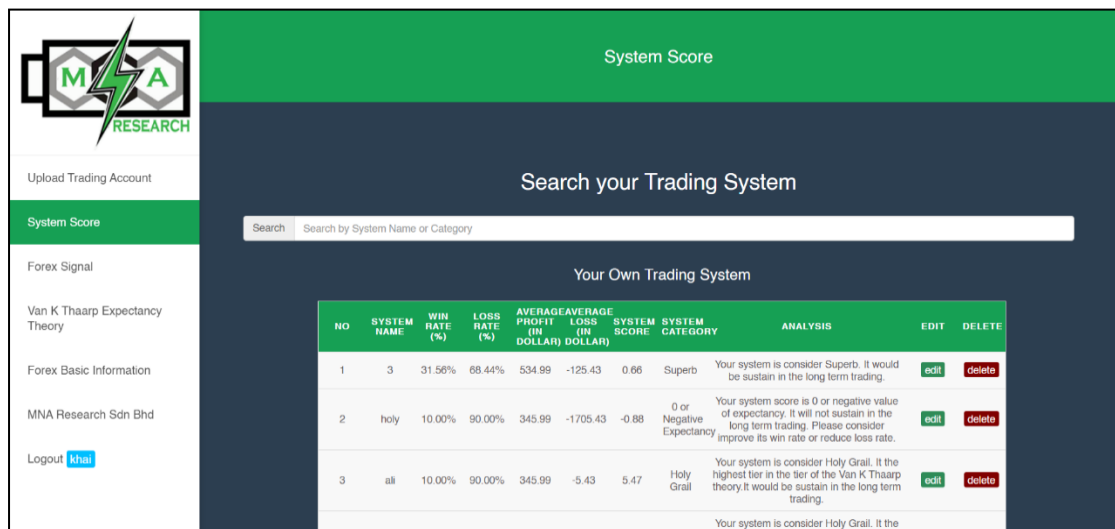 M A
RESEARCH
System Score
Upload Trading Account
System Score
Forex Signal
Van K Thaarp Expectancy
Theory
Forex Basic Information
MNA Research Sdn Bhd
Logout khai
Search your Trading System
Search Search by System Name or Category
Your Own Trading System
NO SYSTEM NAME WIN RATE (%) LOSS RATE (%) AVERAGE PROFIT (IN DOLLAR) AVERAGE LOSS (IN DOLLAR) SYSTEM SCORE SYSTEM CATEGORY ANALYSIS EDIT DELETE
1 3 31.56% 68.44% 534.99 -125.43 0.66 Superb Your system is consider Superb. It would
be sustain in the long term trading. edit delete
2 holy 10.00% 90.00% 345.99 -1705.43 -0.88 0 or Negative Expectancy Your system score is 0 or negative value
of expectancy. It will not sustain in the
long term trading. Please consider
improve its win rate or reduce loss rate. edit delete
3 ali 10.00% 90.00% 345.99 -5.43 5.47 Holy Grail Your system is consider Holy Grail. It the
highest tier in the tier of the Van K Thaarp
theory.It would be sustain in the long term
trading. edit delete
Your system is consider Holy Grail. It the